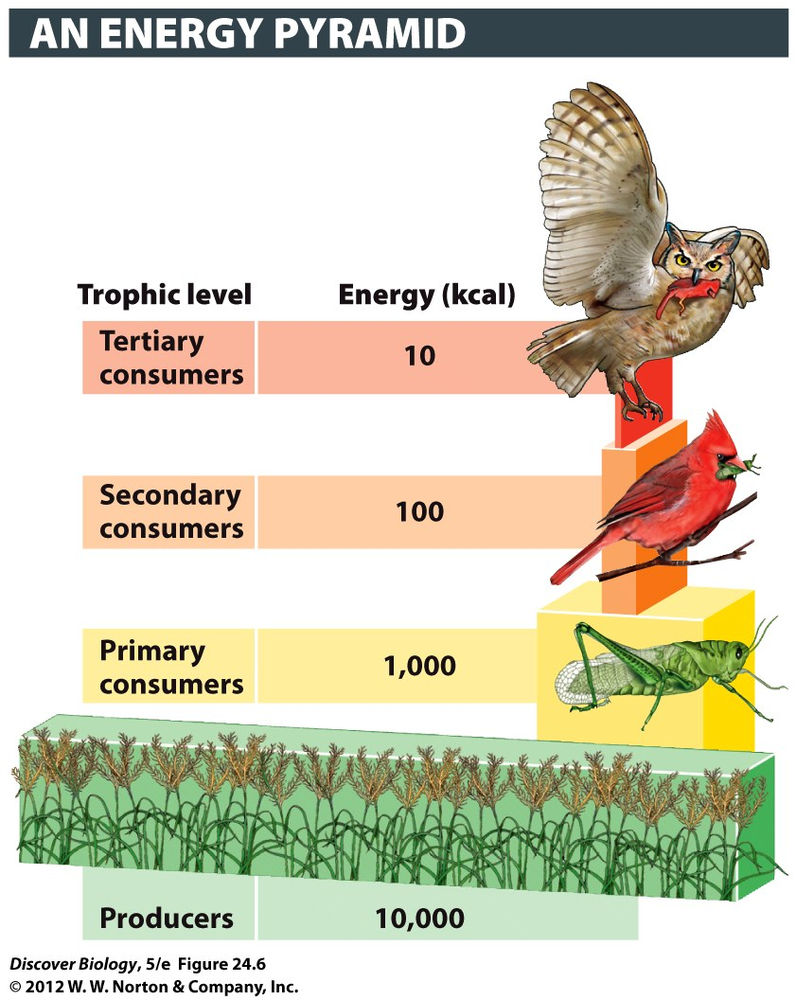 AN ENERGY PYRAMID
Trophic level Energy (kcal)
Tertiary
consumers
10
Secondary
consumers
100
Primary
consumers
1,000
Producers 10,000
Discover Biology, 5/e Figure 24.6
© 2012 W. W. Norton & Company, Inc.